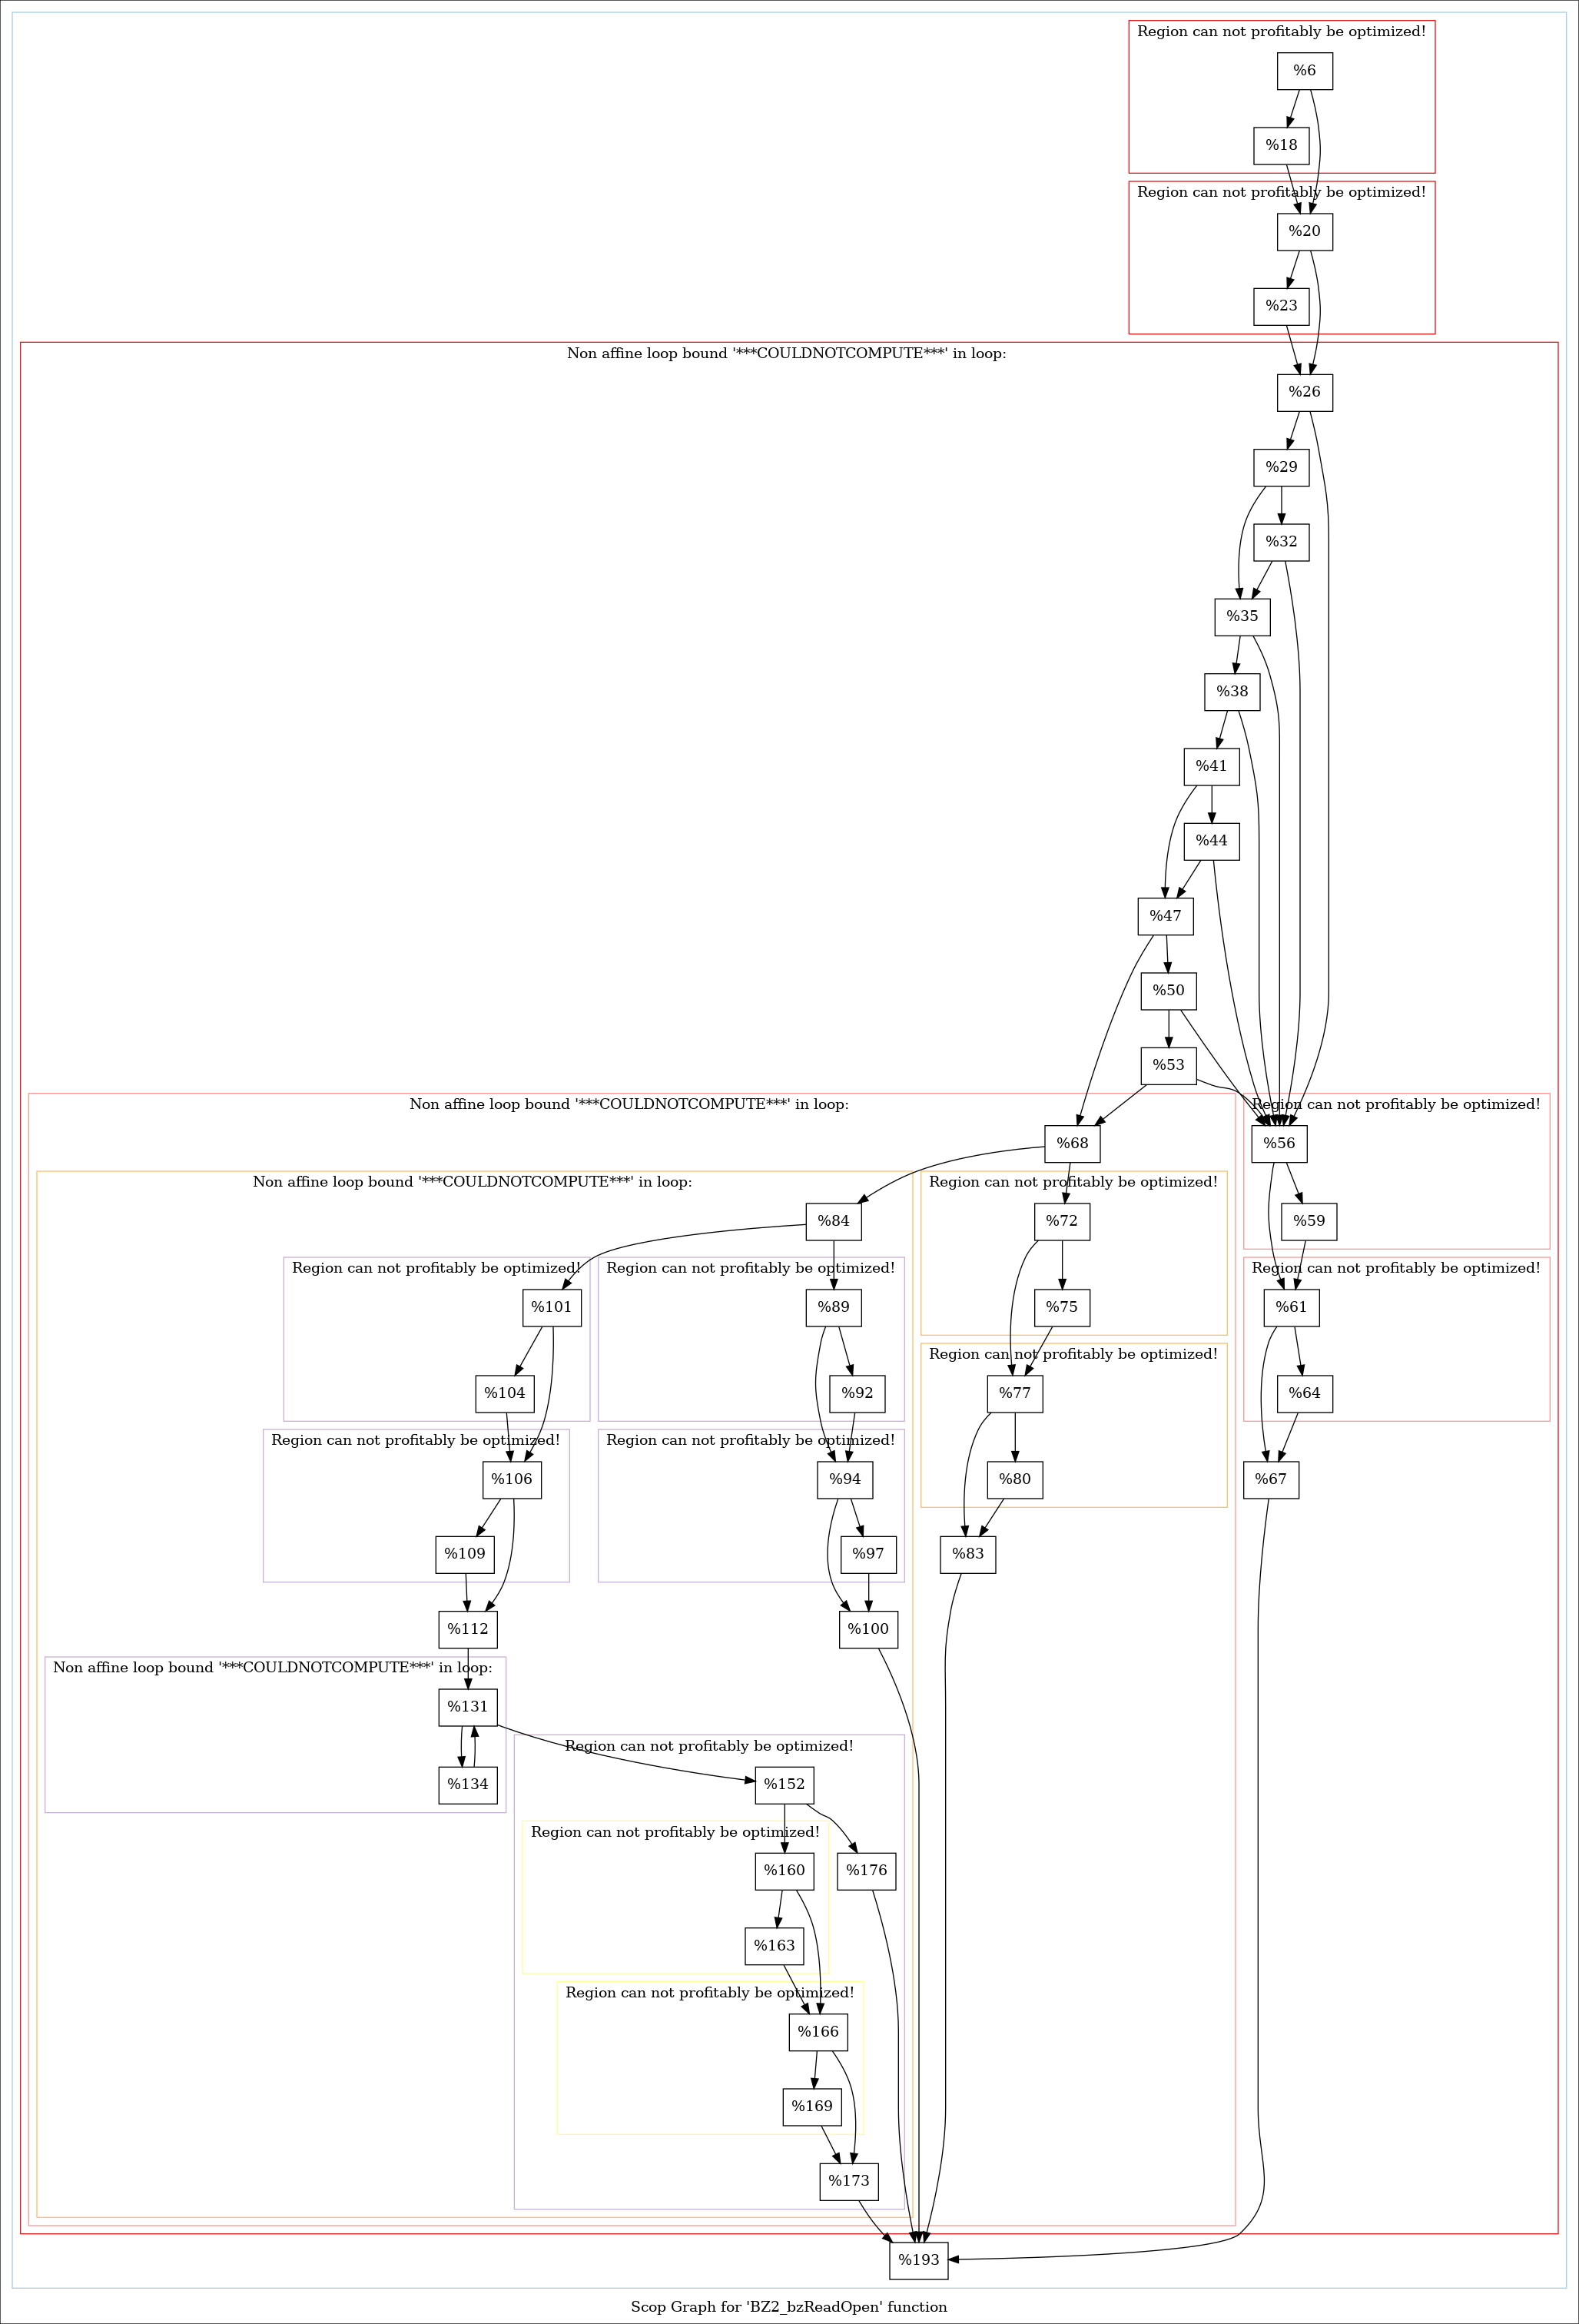 Region can not profitably be optimized!
%6
%18
Region can not profitably be optimized!
%20
%23
Non affine loop bound '***COULDNOTCOMPUTE***' in loop:
%26
%29
%32
%35
%38
%41
%44
%47
%50
%53
Non affine loop bound '***COULDNOTCOMPUTE***' in loop:
Region can not profitably be optimized!
%68
%56
Non affine loop bound '***COULDNOTCOMPUTE***' in loop:
Region can not profitably be optimized!
%84
%72
%59
Region can not profitably be optimized!
Region can not profitably be optimized!
Region can not profitably be optimized!
%101
%89
%75
%61
Region can not profitably be optimized!
%104
%92
%77
%64
Region can not profitably be optimized!
Region can not profitably be optimized!
%106
%94
%80
%67
%109
%97
%83
%112
%100
Non affine loop bound '***COULDNOTCOMPUTE***' in loop:
%131
Region can not profitably be optimized!
%134
%152
Region can not profitably be optimized!
%160
%176
%163
Region can not profitably be optimized!
%166
%169
%173
%193
Scop Graph for 'BZ2_bzReadOpen' function